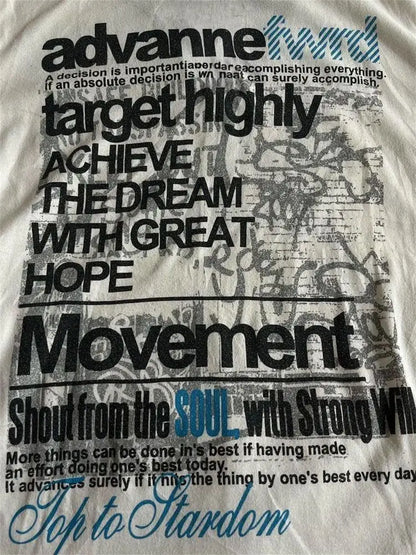 advannefwrd
A decision is important
accomplishing everything.
if an absolute decision is
can surely accomplish.
target highly
ACHIEVE
THE DREAM
WITH GREAT
HOPE
Movement
Shout from the SOUL, with Strong Will
More things can be done in's best if having made
an effort doing one's best today.
It advances surely if it hits the thing by one's best every day
Top to Stardom